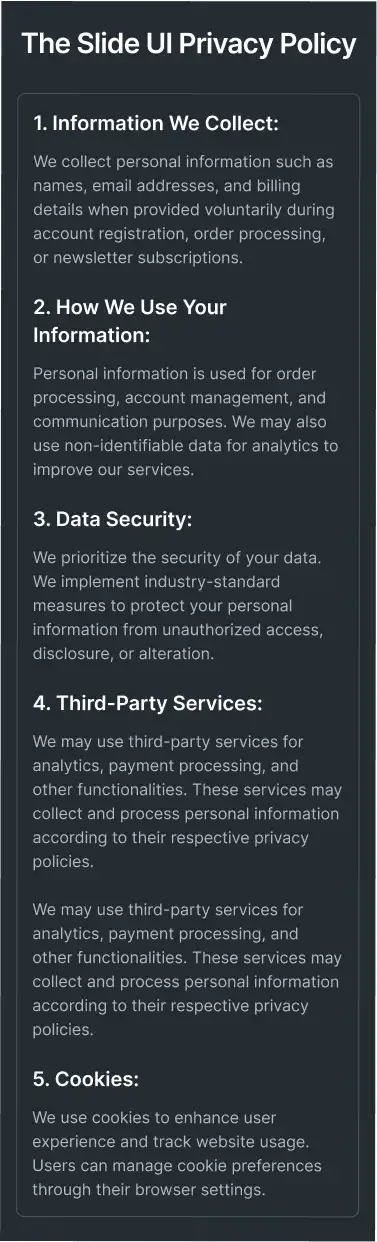 The Slide UI Privacy Policy
1. Information We Collect:
We collect personal information such as
names, email addresses, and billing
details when provided voluntarily during
account registration, order processing,
or newsletter subscriptions.
2. How We Use Your
Information:
Personal information is used for order
processing, account management, and
communication purposes. We may also
use non-identifiable data for analytics to
improve our services.
3. Data Security:
We prioritize the security of your data.
We implement industry-standard
measures to protect your personal
information from unauthorized access,
disclosure, or alteration.
4. Third-Party Services:
We may use third-party services for
analytics, payment processing, and
other functionalities. These services may
collect and process personal information
according to their respective privacy
policies.
We may use third-party services for
analytics, payment processing, and
other functionalities. These services may
collect and process personal information
according to their respective privacy
policies.
5. Cookies:
We use cookies to enhance user
experience and track website usage.
Users can manage cookie preferences
through their browser settings.